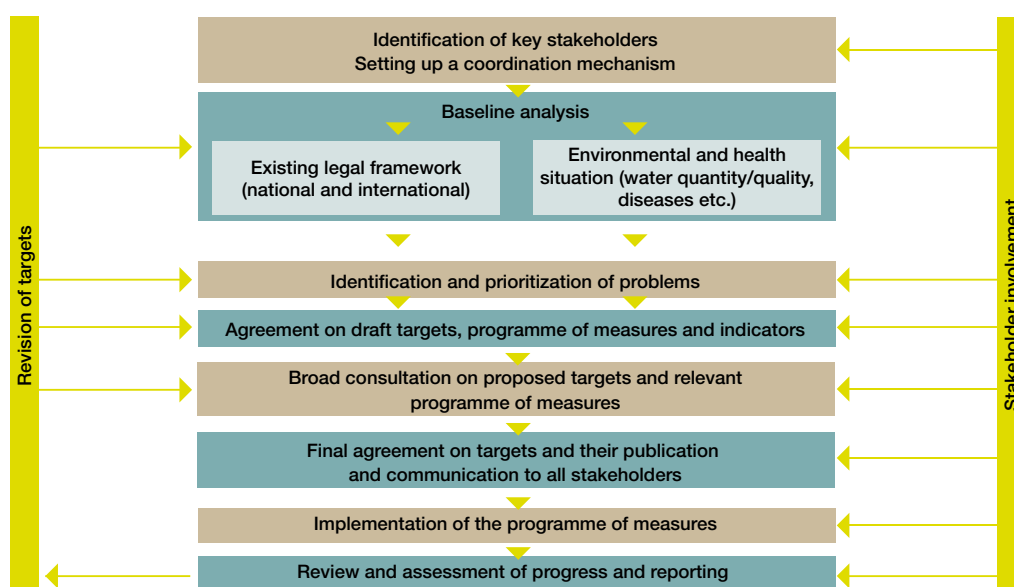 Identification of key stakeholders
Setting up a coordination mechanism
Baseline analysis
Existing legal framework
(national and international)
Environmental and health
situation (water quantity/quality,
diseases etc.)
Identification and prioritization of problems
Agreement on draft targets, programme of measures and indicators
Broad consultation on proposed targets and relevant
programme of measures
Final agreement on targets and their publication
and communication to all stakeholders
Implementation of the programme of measures
Review and assessment of progress and reporting
Revision of targets
Stakeholder involvement